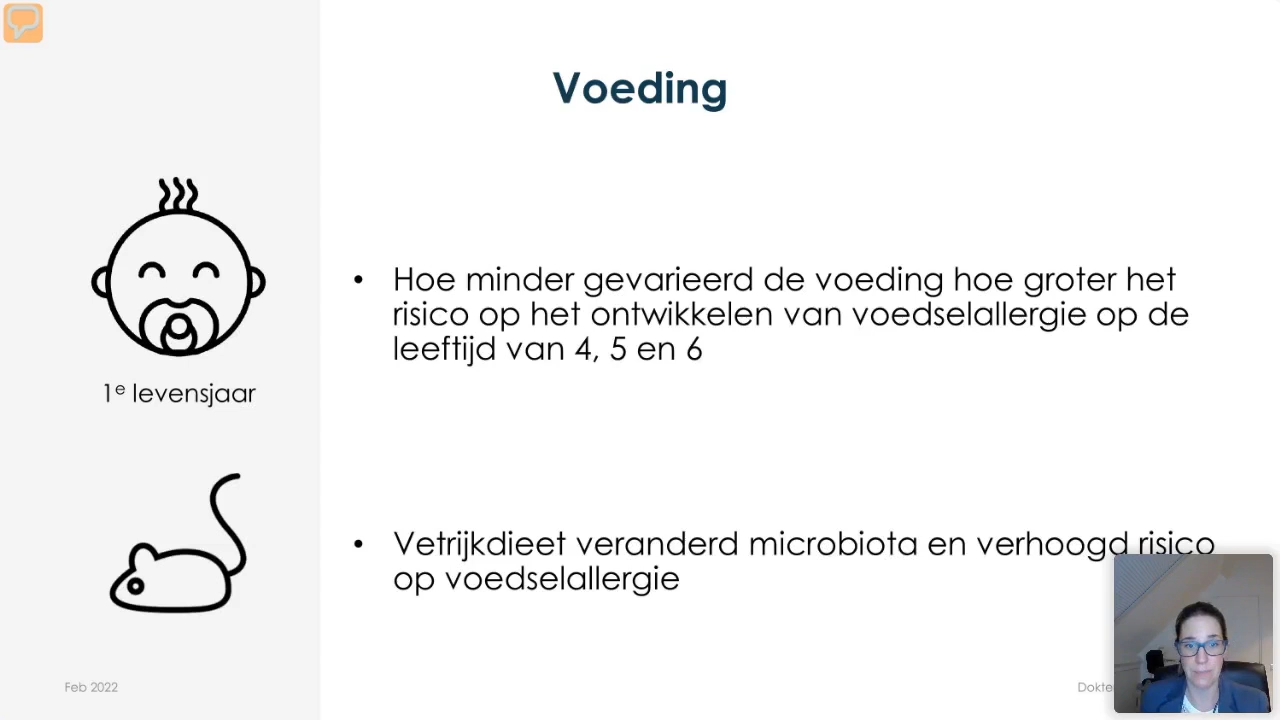 Voeding
• Hoe minder gevarieerd de voeding hoe groter het
risico op het ontwikkelen van voedselallergie op de
leeftijd van 4, 5 en 6
1e levensjaar
• Vetrijkdieet veranderd microbiota en verhoogd risico
op voedselallergie
Feb 2022